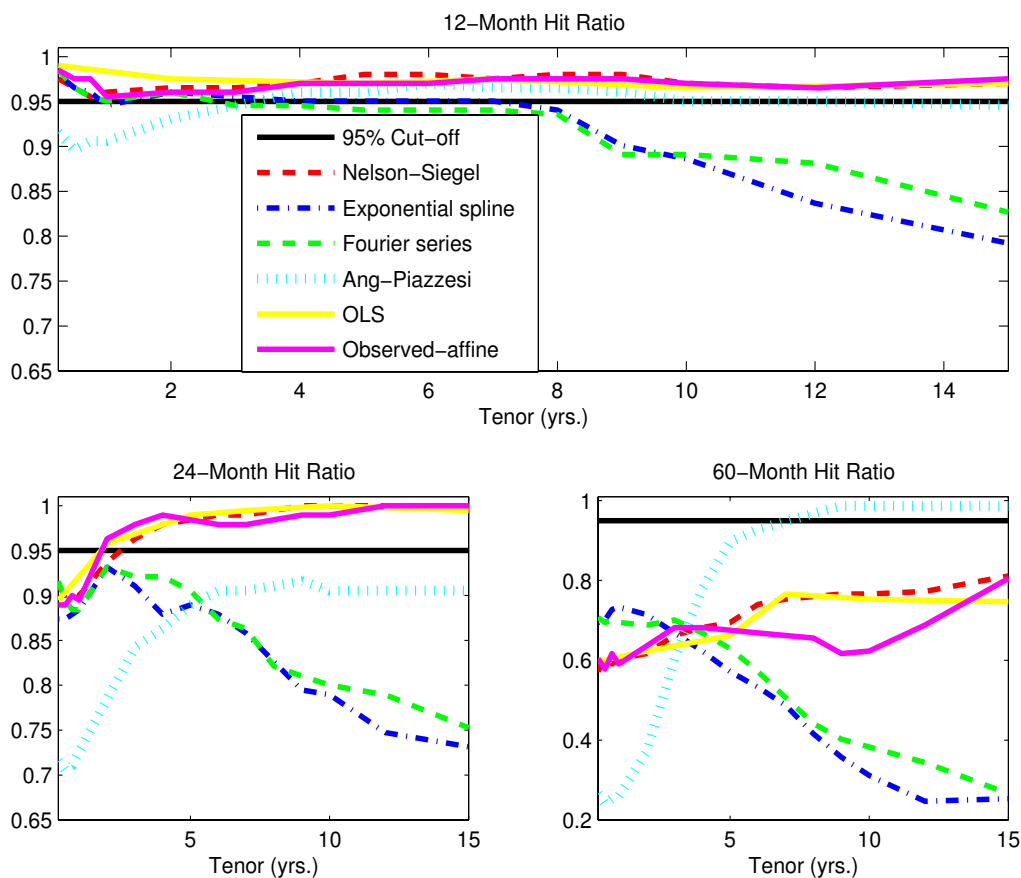 12−Month Hit Ratio
1
0.95
0.9
0.85
0.8
0.75
0.7
0.65
95% Cut−off
Nelson−Siegel
Exponential spline
Fourier series
Ang−Piazzesi
OLS
Observed−affine
2 4 6 8 10 12 14
Tenor (yrs.)
24−Month Hit Ratio
1
0.95
0.9
0.85
0.8
0.75
0.7
0.65
5 10 15
Tenor (yrs.)
60−Month Hit Ratio
1
0.8
0.6
0.4
0.2
5 10 15
Tenor (yrs.)